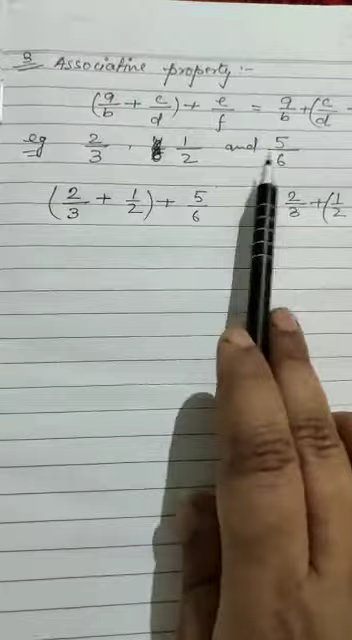 3 Associative property :-
(a/b + c/d) + e/f = a/b + (c/d
eg 2/3 , 1/2 and 5/6
(2/3 + 1/2) + 5/6 2/3 + (1/2